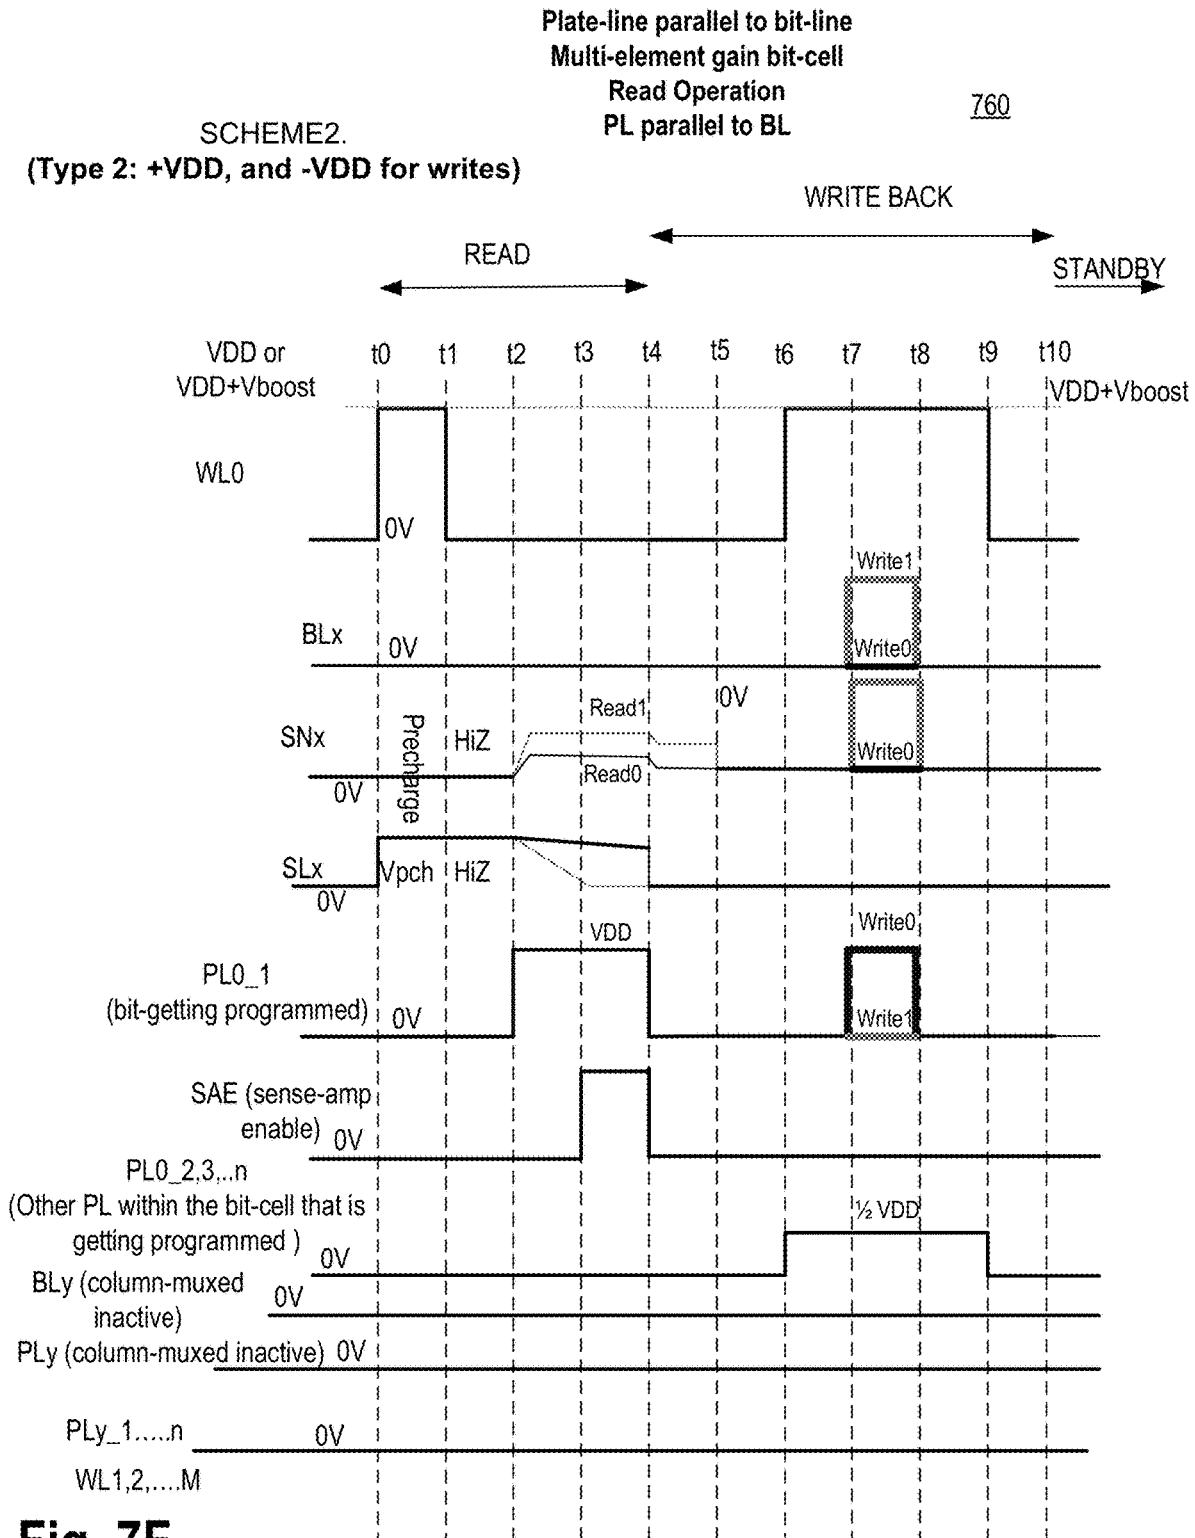 Plate-line parallel to bit-line
Multi-element gain bit-cell
Read Operation
PL parallel to BL
760
SCHEME2.
(Type 2: +VDD, and -VDD for writes)
WRITE BACK
READ
STANDBY
VDD or
VDD+Vboost
t0 t1 t2 t3 t4 t5 t6 t7 t8 t9 t10
VDD+Vboost
WL0
0V
Write1
BLx
0V
Write0
0V
Read1
SNx
Precharge
HiZ
Write0
Read0
0V
SLx
Vpch
HiZ
0V
Write0
VDD
PL0_1
(bit-getting programmed)
0V
Write1
SAE (sense-amp
enable)
0V
PL0_2,3,..n
(Other PL within the bit-cell that is
getting programmed )
½ VDD
0V
BLy (column-muxed
inactive)
0V
PLy (column-muxed inactive) 0V
PLy_1.....n
0V
WL1,2,....M